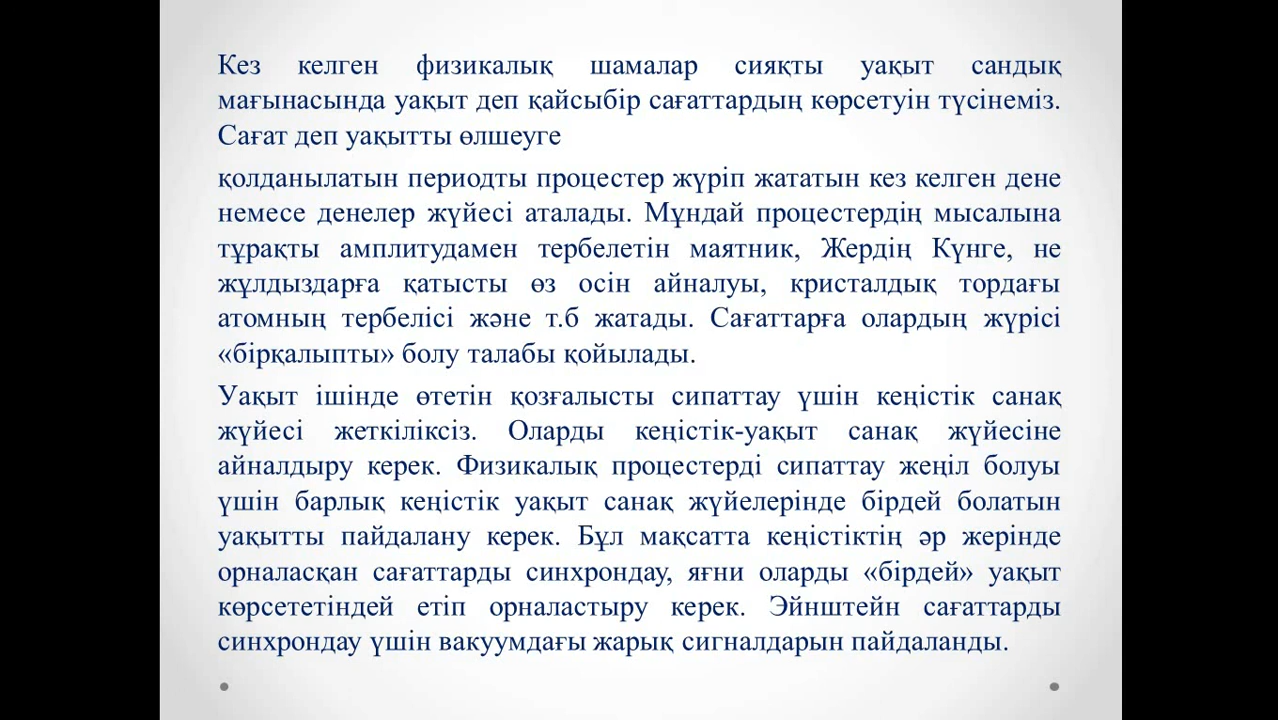 Кез келген физикалық шамалар сияқты уақыт сандық
мағынасында уақыт деп қайсыбір сағаттардың көрсетуін түсінеміз.
Сағат деп уақытты өлшеуге
қолданылатын периодты процестер жүріп жататын кез келген дене
немесе денелер жүйесі аталады. Мұндай процестердің мысалына
тұрақты амплитудамен тербелетін маятник, Жердің Күнге, не
жұлдыздарға қатысты өз осін айналуы, кристалдық тордағы
атомның тербелісі және т.б жатады. Сағаттарға олардың жүрісі
«бірқалыпты» болу талабы қойылады.
Уақыт ішінде өтетін қозғалысты сипаттау үшін кеңістік санақ
жүйесі жеткіліксіз. Оларды кеңістік-уақыт санақ жүйесіне
айналдыру керек. Физикалық процестерді сипаттау жеңіл болуы
үшін барлық кеңістік уақыт санақ жүйелерінде бірдей болатын
уақытты пайдалану керек. Бұл мақсатта кеңістіктің әр жерінде
орналасқан сағаттарды синхрондау, яғни оларды «бірдей» уақыт
көрсететіндей етіп орналастыру керек. Эйнштейн сағаттарды
синхрондау үшін вакуумдағы жарық сигналдарын пайдаланды.